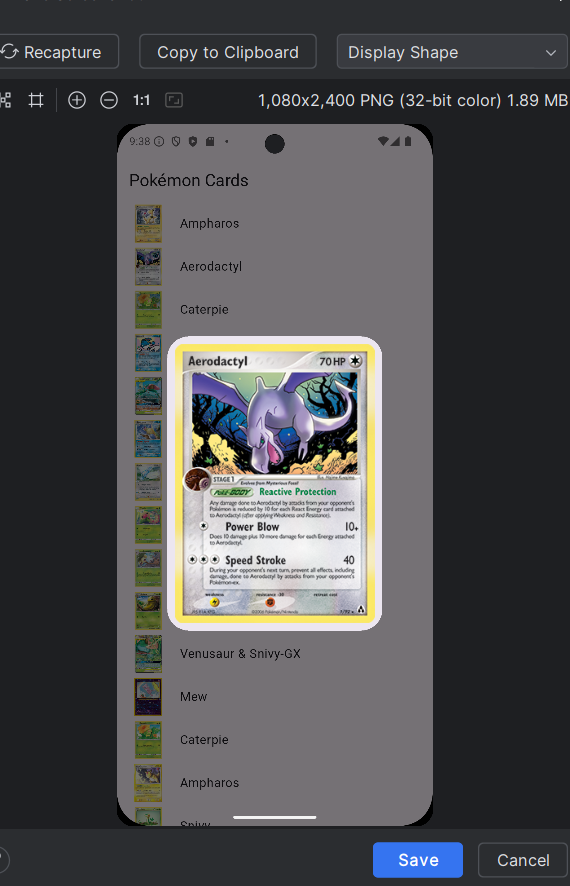 Recapture
Copy to Clipboard
Display Shape
1:1
1,080x2,400 PNG (32-bit color) 1.89 MB
9:38
Pokémon Cards
Ampharos
Aerodactyl
Caterpie
Aerodactyl 70 HP
STAGE 1
Evolves from Mysterious Fossil
POKé-BODY Reactive Protection
Any damage done to Aerodactyl by attacks from your opponent's
Pokémon is reduced by 10 for each React Energy card attached
to Aerodactyl (after applying Weakness and Resistance).
Power Blow 10+
Does 10 damage plus 10 more damage for each Energy attached
to Aerodactyl.
Speed Stroke 40
During your opponent's next turn, prevent all effects, including
damage, done to Aerodactyl by attacks from your opponent's
Pokémon-ex.
weakness resistance -30 retreat cost
Venusaur & Snivy-GX
Mew
Caterpie
Ampharos
Snivy
Save
Cancel